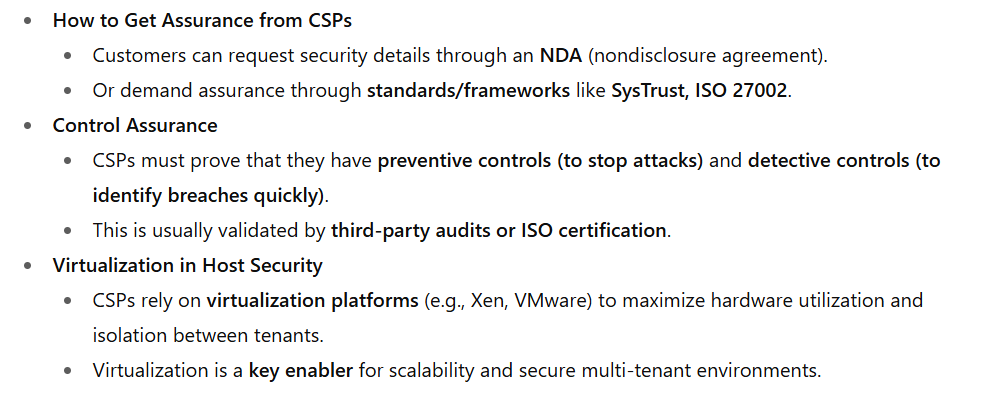 How to Get Assurance from CSPs
Customers can request security details through an NDA (nondisclosure agreement).
Or demand assurance through standards/frameworks like SysTrust, ISO 27002.
Control Assurance
CSPs must prove that they have preventive controls (to stop attacks) and detective controls (to
identify breaches quickly).
This is usually validated by third-party audits or ISO certification.
Virtualization in Host Security
CSPs rely on virtualization platforms (e.g., Xen, VMware) to maximize hardware utilization and
isolation between tenants.
Virtualization is a key enabler for scalability and secure multi-tenant environments.